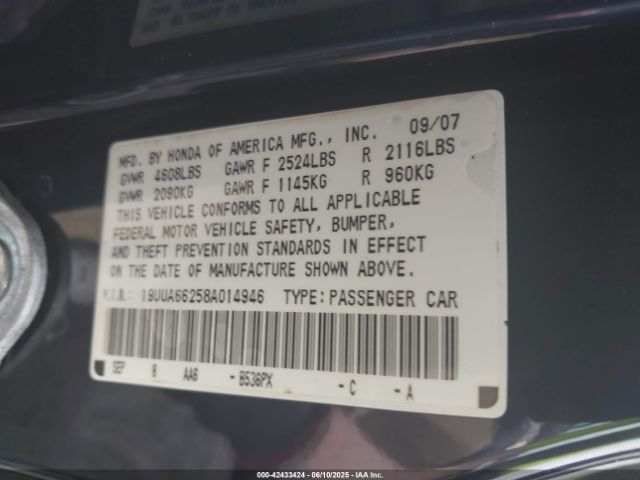 MFD. BY HONDA OF AMERICA MFG., INC. 09/07
GVWR 4608LBS GAWR F 2524LBS R 2116LBS
GVWR 2090KG GAWR F 1145KG R 960KG
THIS VEHICLE CONFORMS TO ALL APPLICABLE
FEDERAL MOTOR VEHICLE SAFETY, BUMPER,
AND THEFT PREVENTION STANDARDS IN EFFECT
ON THE DATE OF MANUFACTURE SHOWN ABOVE.
V.I.N.: 19UUA66258A014946 TYPE: PASSENGER CAR
SEP 8 AA6 - B536PX - C - A
000-42433424 - 06/10/2025 - IAA Inc.